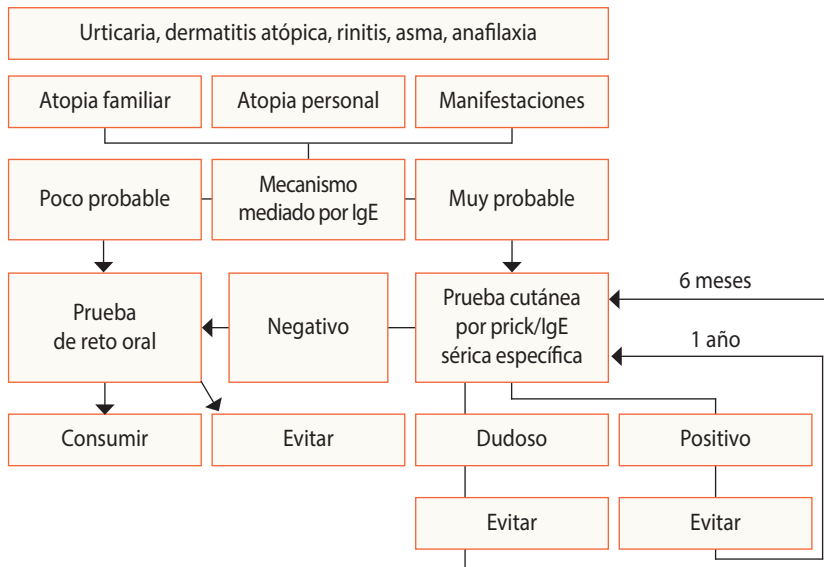 Urticaria, dermatitis atópica, rinitis, asma, anafilaxia
Atopia familiar
Atopia personal
Manifestaciones
Poco probable
Mecanismo
mediado por IgE
Muy probable
6 meses
Prueba
de reto oral
Negativo
Prueba cutánea
por prick/IgE
sérica específica
1 año
Consumir
Evitar
Dudoso
Positivo
Evitar
Evitar